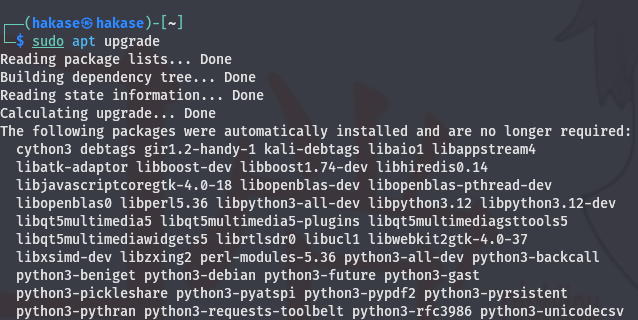 ┌──(hakase㉿hakase)-[~]
└─$ sudo apt upgrade
Reading package lists... Done
Building dependency tree... Done
Reading state information... Done
Calculating upgrade... Done
The following packages were automatically installed and are no longer required:
cython3 debtags gir1.2-handy-1 kali-debtags libaio1 libappstream4
libatk-adaptor libboost-dev libboost1.74-dev libhiredis0.14
libjavascriptcoregtk-4.0-18 libopenblas-dev libopenblas-pthread-dev
libopenblas0 libperl5.36 libpython3-all-dev libpython3.12 libpython3.12-dev
libqt5multimedia5 libqt5multimedia5-plugins libqt5multimediagsttools5
libqt5multimediawidgets5 librtlsdr0 libucl1 libwebkit2gtk-4.0-37
libxsimd-dev libzxing2 perl-modules-5.36 python3-all-dev python3-backcall
python3-beniget python3-debian python3-future python3-gast
python3-pickleshare python3-pyatspi python3-pypdf2 python3-pyrsistent
python3-pythran python3-requests-toolbelt python3-rfc3986 python3-unicodecsv